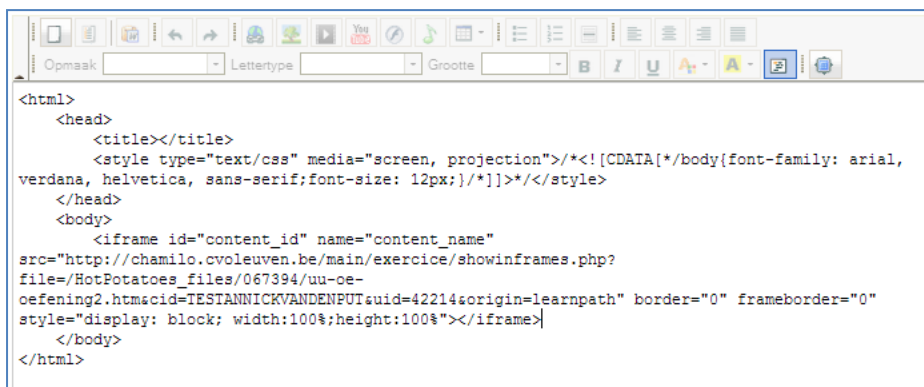 You
Opmaak Lettertype Grootte B I U A A
<html>
<head>
<title></title>
<style type="text/css" media="screen, projection">/*<![CDATA[*/body{font-family: arial,
verdana, helvetica, sans-serif;font-size: 12px;}/*]]>*/</style>
</head>
<body>
<iframe id="content_id" name="content_name"
src="http://chamilo.cvoleuven.be/main/exercice/showinframes.php?
file=/HotPotatoes_files/067394/uu-oe-
oefening2.htm&cid=TESTANNICKVANDENPUT&uid=42214&origin=learnpath" border="0" frameborder="0"
style="display: block; width:100%;height:100%"></iframe>
</body>
</html>